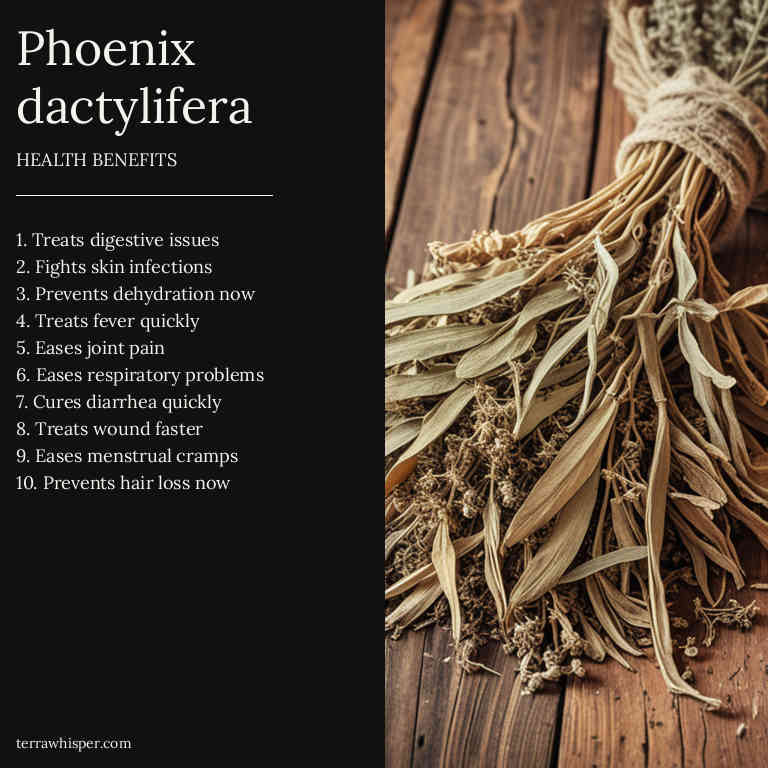 Phoenix
dactylifera
HEALTH BENEFITS
1. Treats digestive issues
2. Fights skin infections
3. Prevents dehydration now
4. Treats fever quickly
5. Eases joint pain
6. Eases respiratory problems
7. Cures diarrhea quickly
8. Treats wound faster
9. Eases menstrual cramps
10. Prevents hair loss now
terrawhisper.com